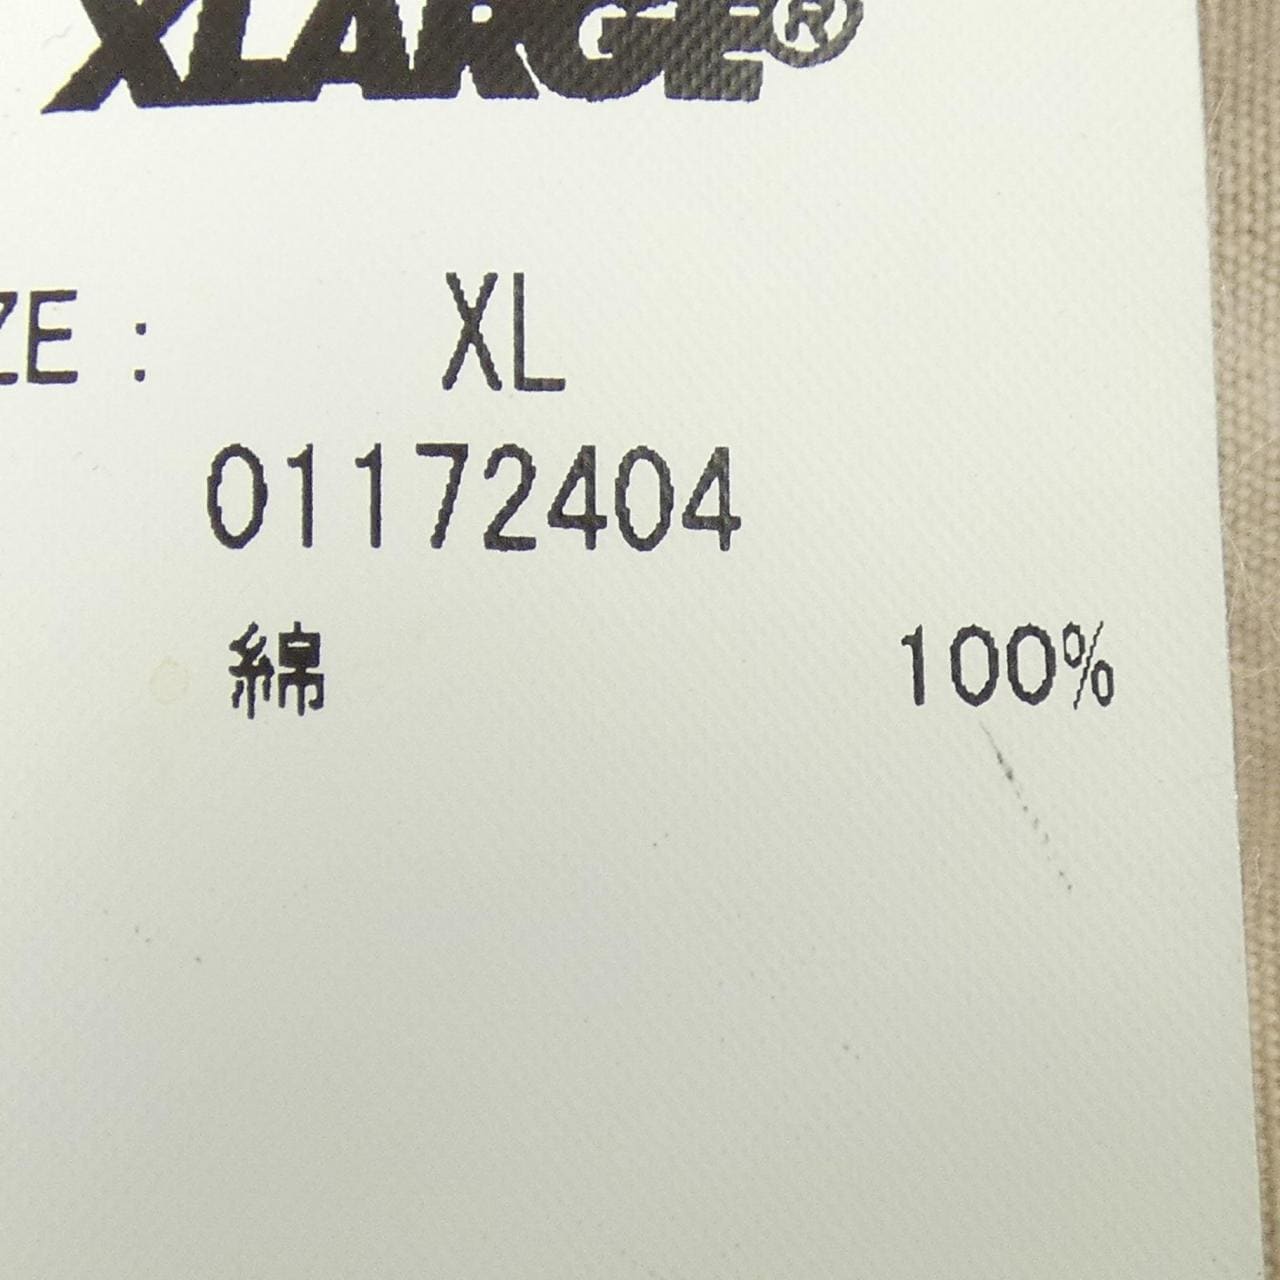 XLARGE®
ZE : XL
01172404
綿 100%